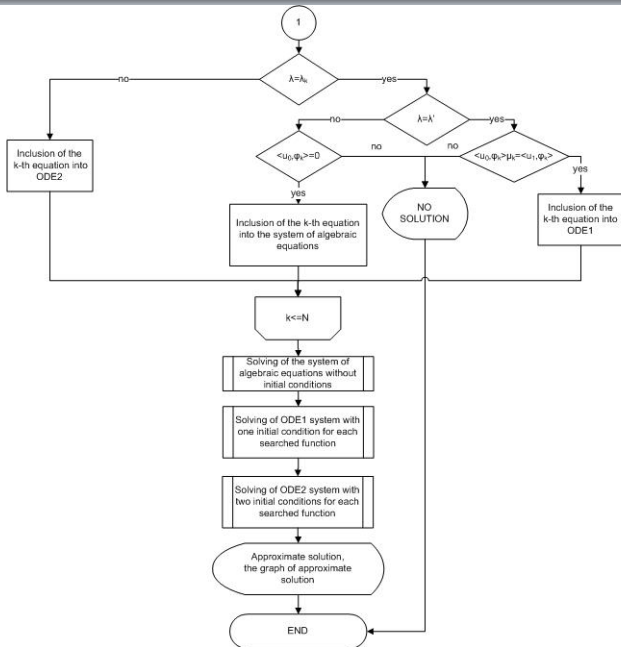 1
λ=λₖ
no
yes
λ=λ'
no
yes
Inclusion of the
k-th equation into
ODE2
<u₀,φₖ>=0
no
no
<u₀,φₖ>μₖ=<u₁,φₖ>
yes
yes
Inclusion of the k-th equation
into the system of algebraic
equations
NO
SOLUTION
Inclusion of the
k-th equation into
ODE1
k<=N
Solving of the system of
algebraic equations without
initial conditions
Solving of ODE1 system with
one initial condition for each
searched function
Solving of ODE2 system with
two initial conditions for each
searched function
Approximate solution,
the graph of approximate
solution
END